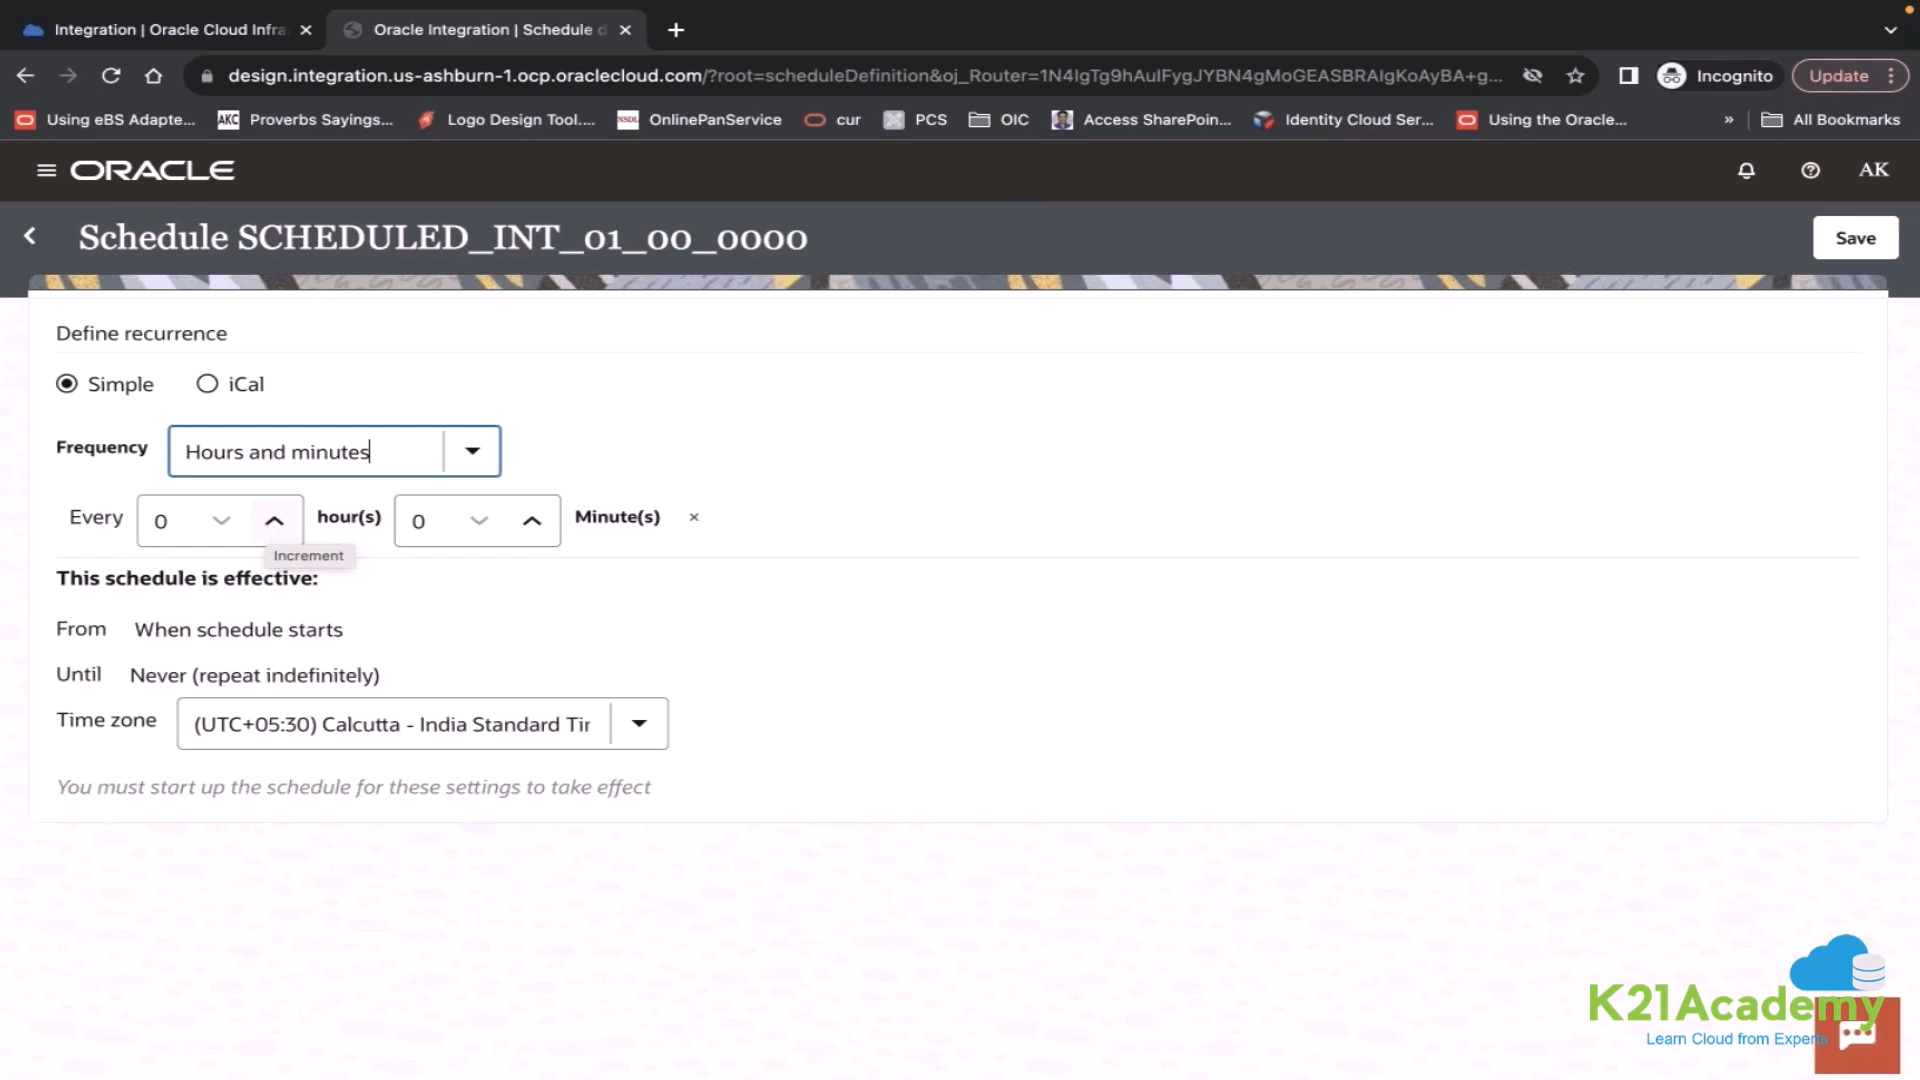 Integration | Oracle Cloud Infra
Oracle Integration | Schedule d
design.integration.us-ashburn-1.ocp.oraclecloud.com/?root=scheduleDefinition&oj_Router=1N4IgTg9hAuIFygJYBN4gMoGEASBRAIgKoAyBA+g...
Incognito
Update
Using eBS Adapte...
AKC
Proverbs Sayings...
Logo Design Tool....
NSDL
OnlinePanService
cur
PCS
OIC
Access SharePoin...
Identity Cloud Ser...
Using the Oracle...
»
All Bookmarks
ORACLE
AK
Schedule SCHEDULED_INT_01_00_0000
Save
Define recurrence
Simple
iCal
Frequency
Hours and minutes
Every
0
hour(s)
0
Minute(s)
Increment
This schedule is effective:
From When schedule starts
Until Never (repeat indefinitely)
Time zone
(UTC+05:30) Calcutta - India Standard Tir
You must start up the schedule for these settings to take effect
K21Academy
Learn Cloud from Experts